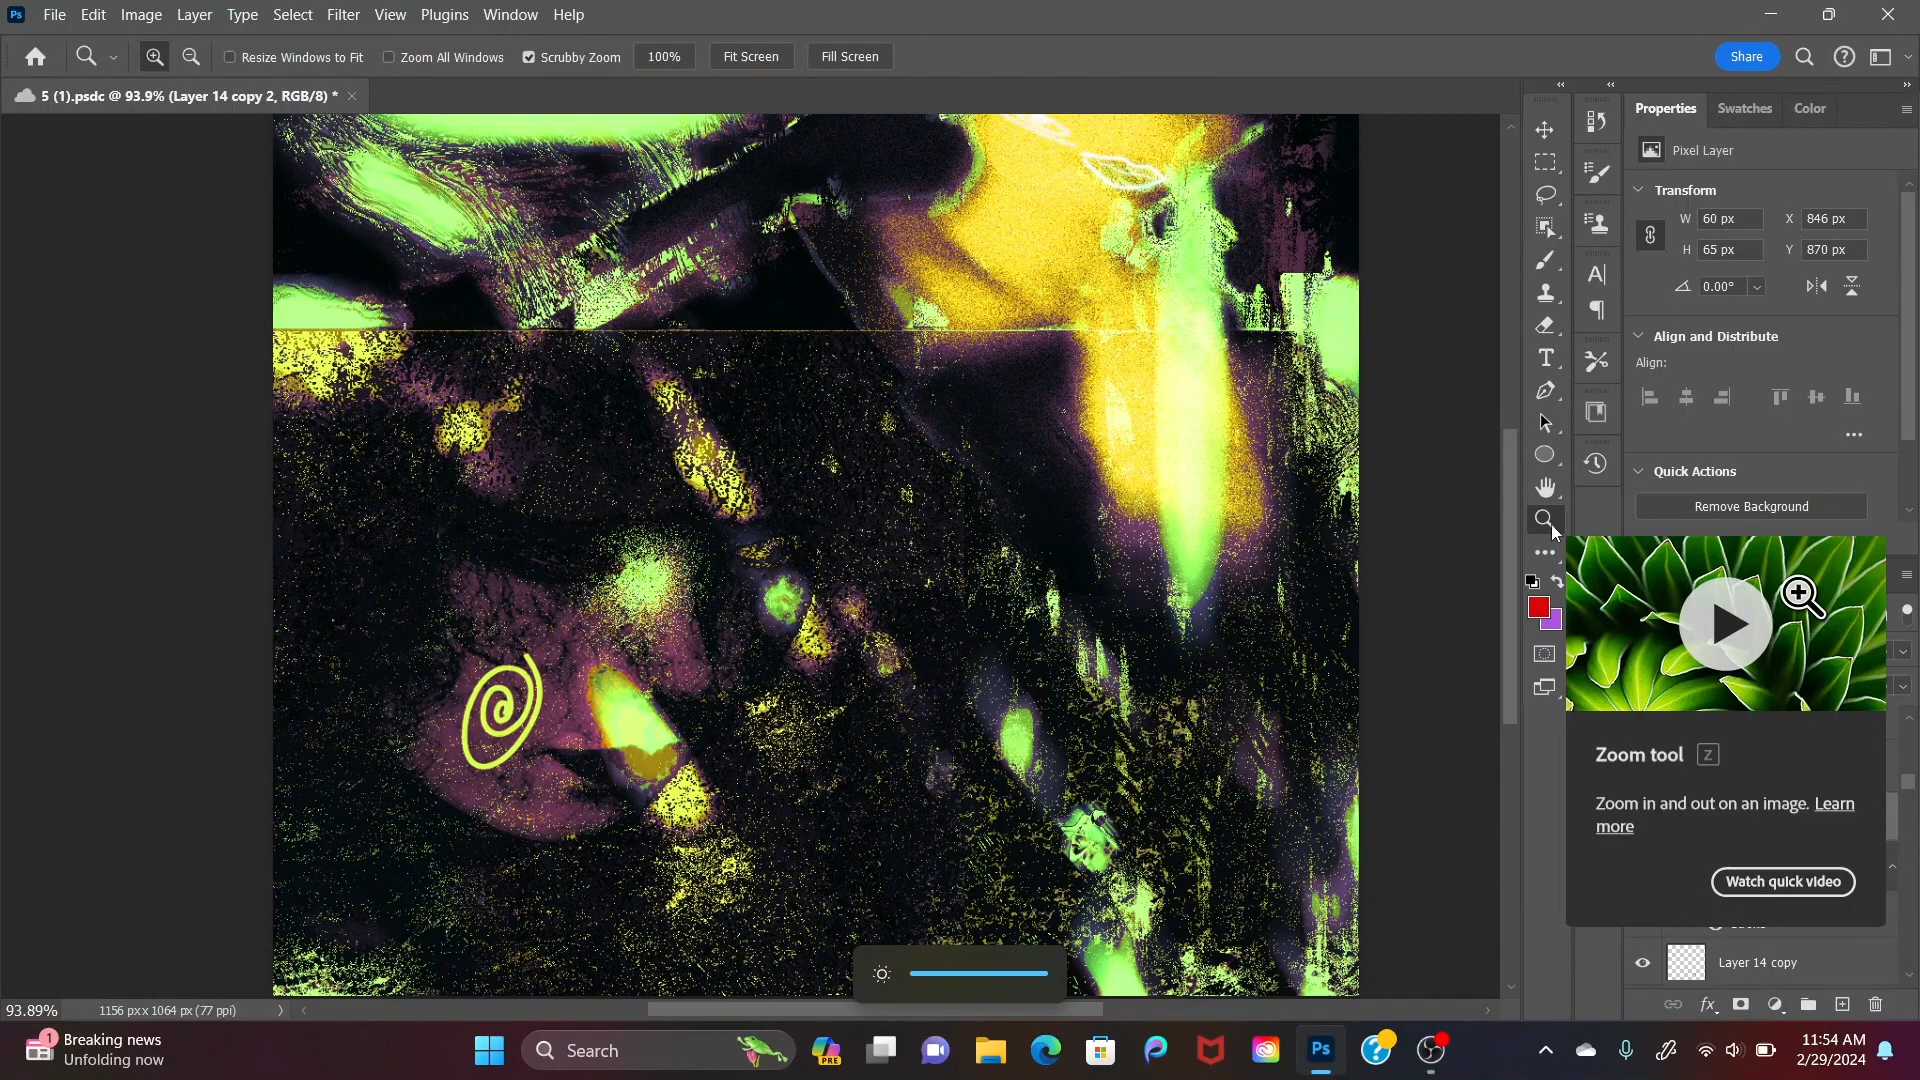 Ps File Edit Image Layer Type Select Filter View Plugins Window Help
Resize Windows to Fit Zoom All Windows Scrubby Zoom 100% Fit Screen Fill Screen Share
5 (1).psdc @ 93.9% (Layer 14 copy 2, RGB/8) *
Properties Swatches Color
Pixel Layer
Transform
W 60 px X 846 px
H 65 px Y 870 px
0.00°
Align and Distribute
Align:
Quick Actions
Remove Background
Zoom tool Z
Zoom in and out on an image. Learn
more
Watch quick video
Layer 14 copy
fx
93.89% 1156 px x 1064 px (77 ppi)
1 Breaking news
Unfolding now
Search
PRE
Ps
11:54 AM
2/29/2024